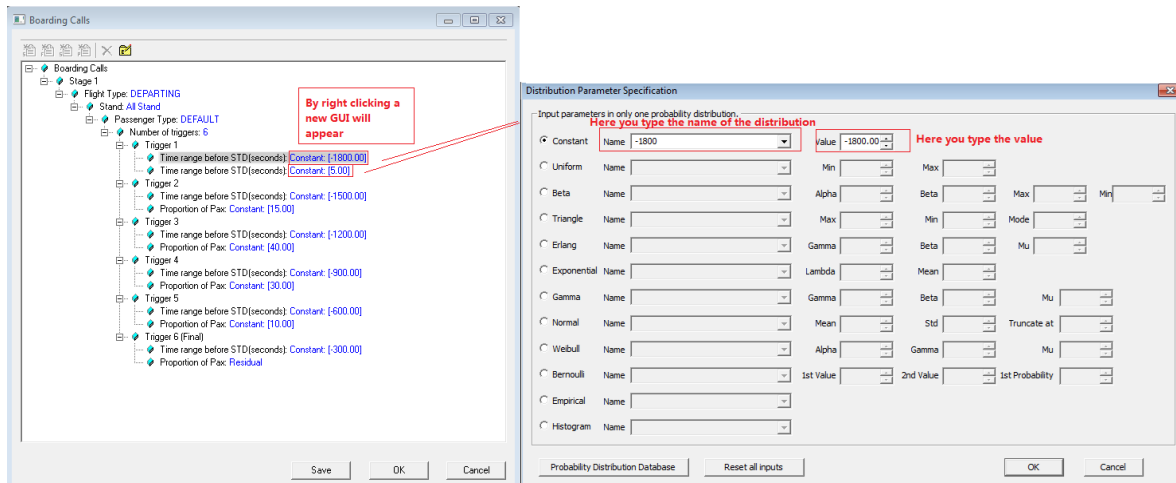 Boarding Calls
Boarding Calls
Stage 1
Flight Type: DEPARTING
Stand: All Stand
Passenger Type: DEFAULT
Number of triggers: 6
Trigger 1
Time range before STD(seconds): Constant: [-1800.00]
Time range before STD(seconds): Constant: [5.00]
Trigger 2
Time range before STD(seconds): Constant: [-1500.00]
Proportion of Pax: Constant: [15.00]
Trigger 3
Time range before STD(seconds): Constant: [-1200.00]
Proportion of Pax: Constant: [40.00]
Trigger 4
Time range before STD(seconds): Constant: [-900.00]
Proportion of Pax: Constant: [30.00]
Trigger 5
Time range before STD(seconds): Constant: [-600.00]
Proportion of Pax: Constant: [10.00]
Trigger 6 (Final)
Time range before STD(seconds): Constant: [-300.00]
Proportion of Pax: Residual
By right clicking a
new GUI will
appear
Save OK Cancel
Distribution Parameter Specification
Input parameters in only one probability distribution.
Here you type the name of the distribution
Constant Name -1800 Value -1800.00 Here you type the value
Uniform Name Min Max
Beta Name Alpha Beta Max Min
Triangle Name Max Min Mode
Erlang Name Gamma Beta Mu
Exponential Name Lambda Mean
Gamma Name Gamma Beta Mu
Normal Name Mean Std Truncate at
Weibull Name Alpha Gamma Mu
Bernoulli Name 1st Value 2nd Value 1st Probability
Empirical Name
Histogram Name
Probability Distribution Database Reset all inputs OK Cancel